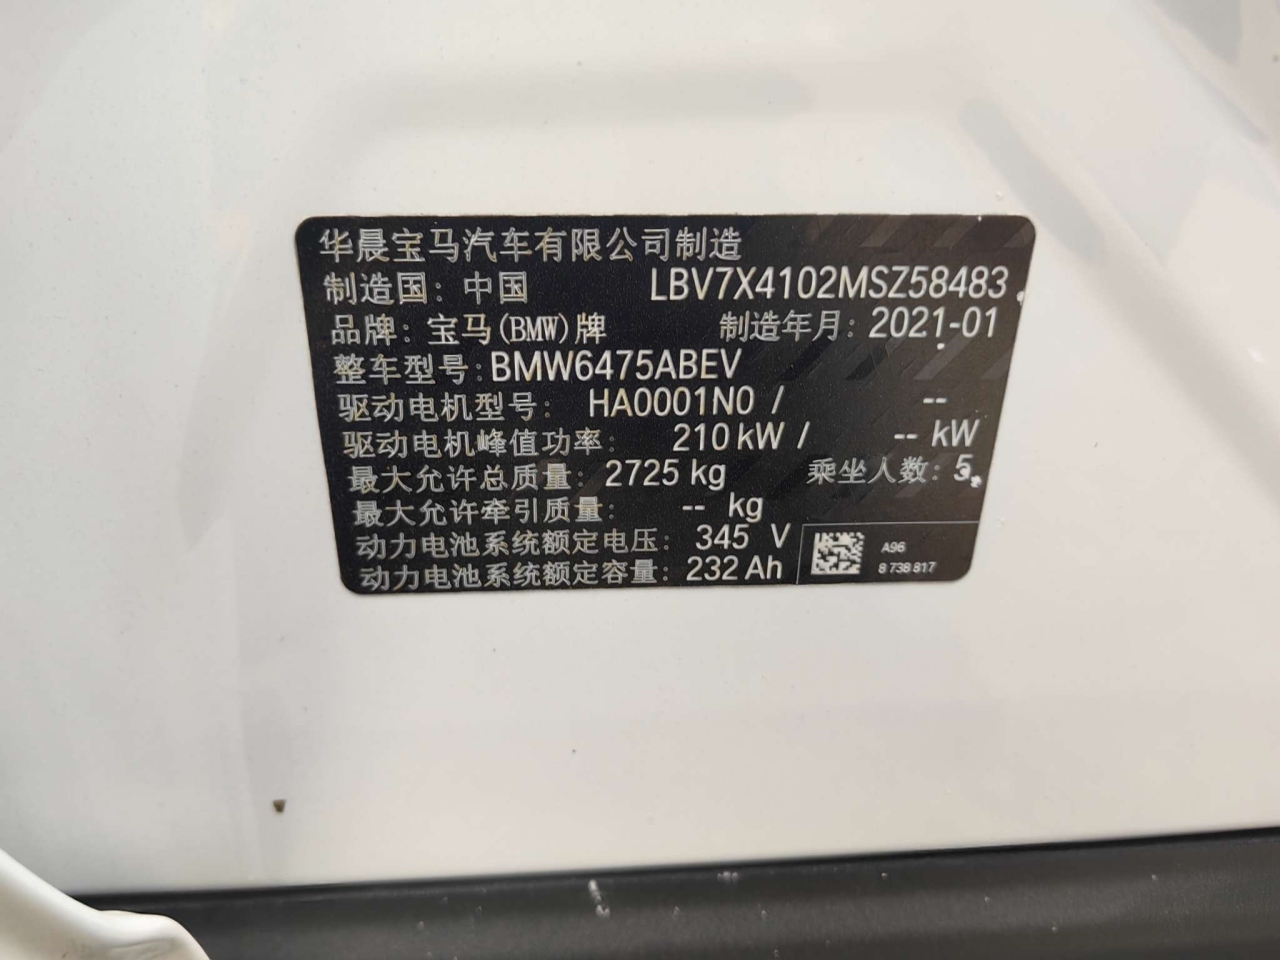 华晨宝马汽车有限公司制造
制造国：中国 LBV7X4102MSZ58483
品牌：宝马(BMW)牌 制造年月：2021-01
整车型号：BMW6475ABEV
驱动电机型号： HA0001N0 / --
驱动电机峰值功率： 210 kW / -- kW
最大允许总质量：2725 kg 乘坐人数：5
最大允许牵引质量： -- kg
动力电池系统额定电压： 345 V
动力电池系统额定容量：232 Ah
A96
8 738 817